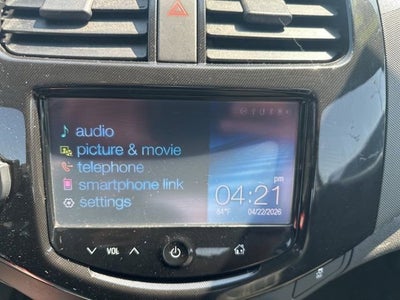 audio
picture & movie
telephone
smartphone link
settings
pm
04:21
84°F 04/22/2026
VOL